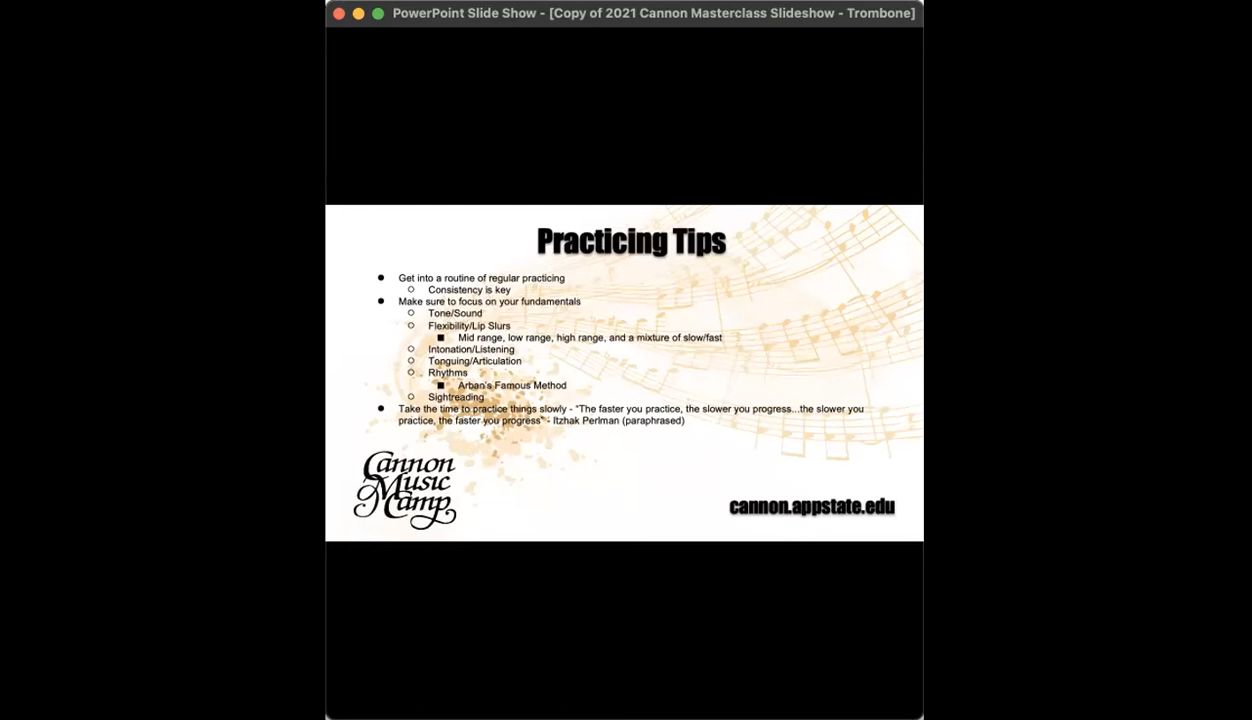 PowerPoint Slide Show - [Copy of 2021 Cannon Masterclass Slideshow - Trombone]
Practicing Tips
● Get into a routine of regular practicing
○ Consistency is key
● Make sure to focus on your fundamentals
○ Tone/Sound
○ Flexibility/Lip Slurs
■ Mid range, low range, high range, and a mixture of slow/fast
○ Intonation/Listening
○ Tonguing/Articulation
○ Rhythms
■ Arban's Famous Method
○ Sightreading
● Take the time to practice things slowly - "The faster you practice, the slower you progress...the slower you
practice, the faster you progress" - Itzhak Perlman (paraphrased)
Cannon
Music
Camp
cannon.appstate.edu